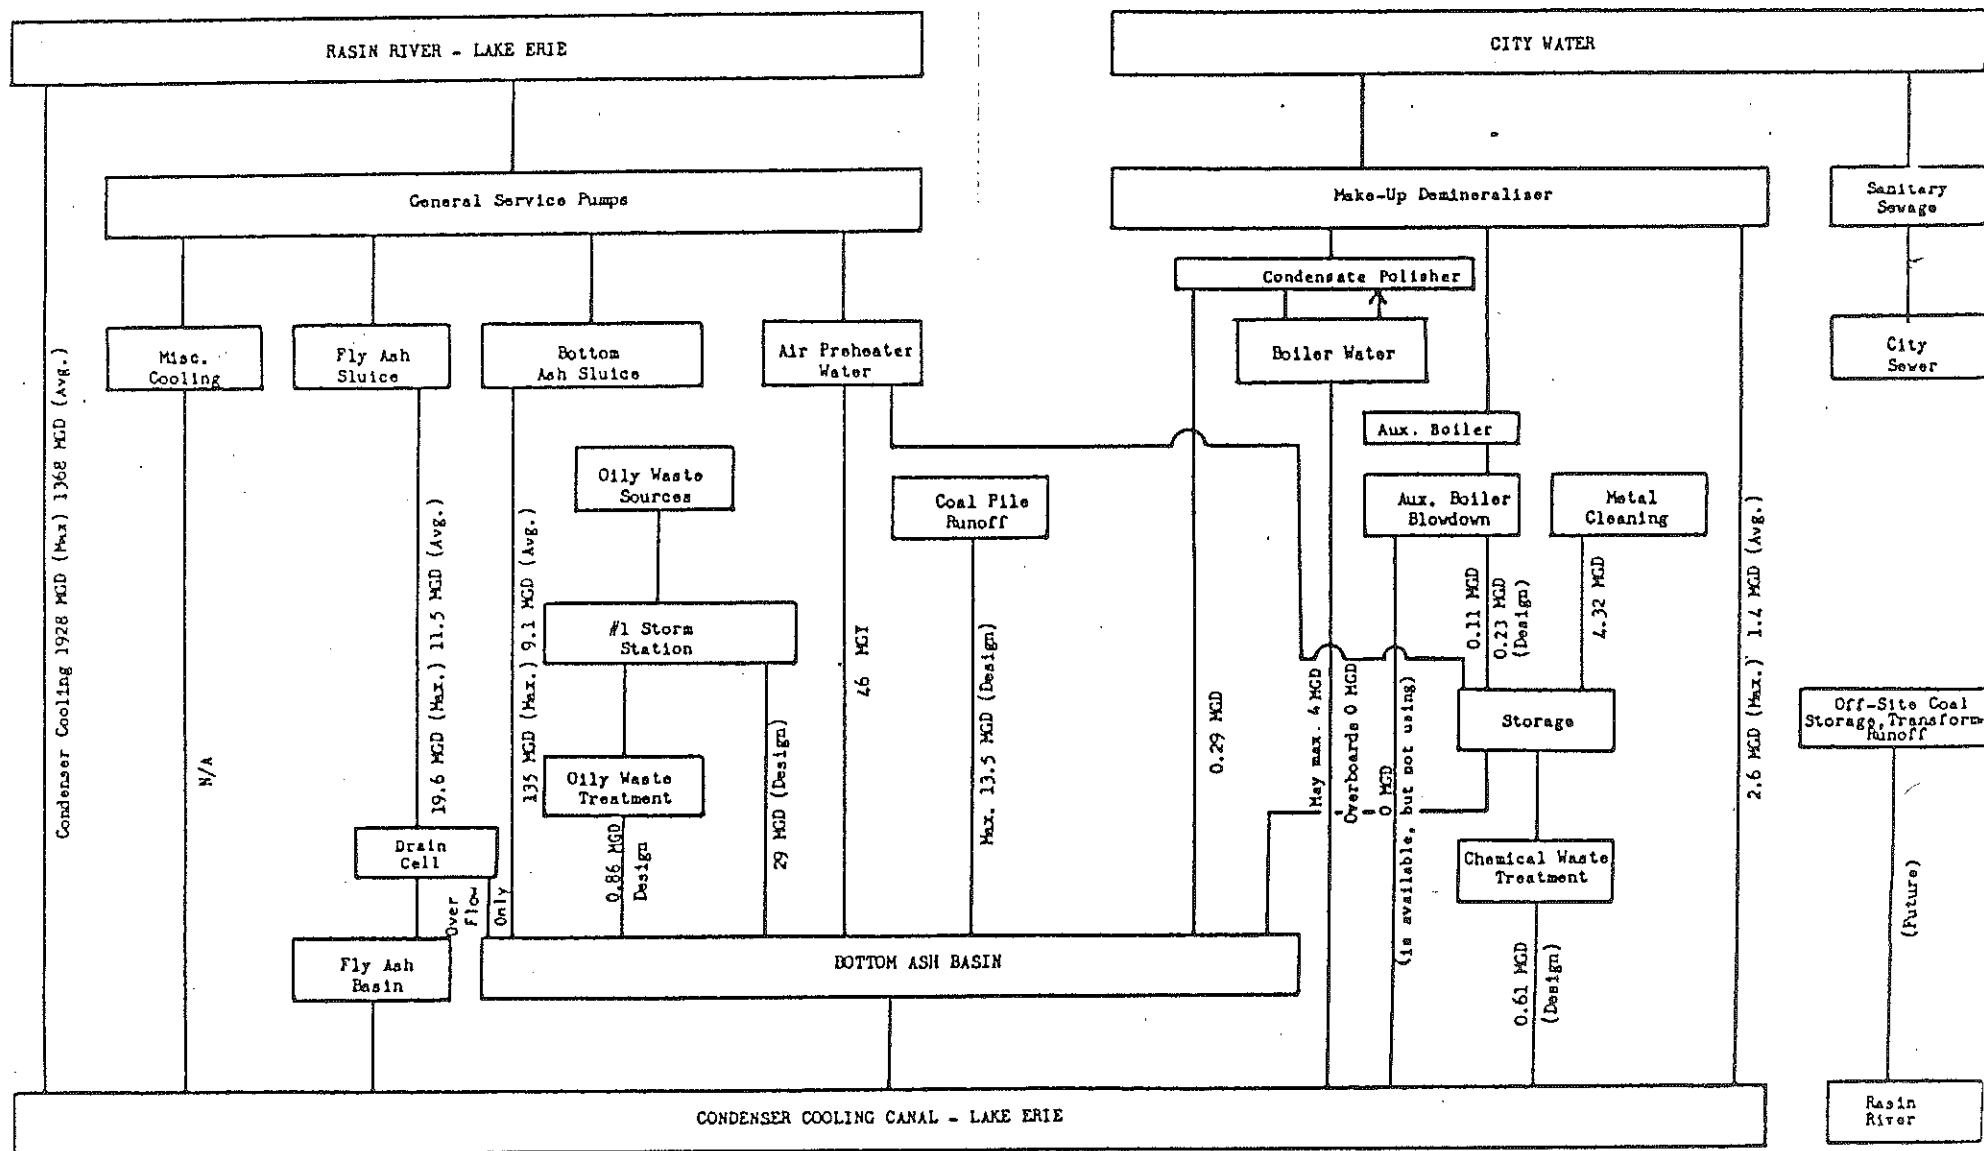 RASIN RIVER - LAKE ERIE
CITY WATER
General Service Pumps
Make-Up Demineraliser
Sanitary
Sewage
Condensate Polisher
Misc.
Cooling
Fly Ash
Sluice
Bottom
Ash Sluice
Air Preheater
Water
Boiler Water
City
Sewer
Aux. Boiler
Oily Waste
Sources
Coal Pile
Runoff
Aux. Boiler
Blowdown
Metal
Cleaning
Condenser Cooling 1928 MGD (Max) 1368 MGD (Avg.)
N/A
19.6 MGD (Max.) 11.5 MGD (Avg.)
135 MGD (Max.) 9.1 MGD (Avg.)
#1 Storm
Station
46 MGY
Max. 13.5 MGD (Design)
0.29 MGD
May max. 4 MGD
Overboards 0 MGD
0 MGD
(is available, but not using)
0.11 MGD
0.23 MGD
(Design)
4.32 MGD
2.6 MGD (Max.) 1.4 MGD (Avg.)
Storage
Off-Site Coal
Storage, Transform
Runoff
Oily Waste
Treatment
29 MGD (Design)
0.86 MGD
Design
Drain
Cell
Over
Flow
Only
Chemical Waste
Treatment
0.61 MGD
(Design)
(Future)
Fly Ash
Basin
BOTTOM ASH BASIN
CONDENSER COOLING CANAL - LAKE ERIE
Rasin
River